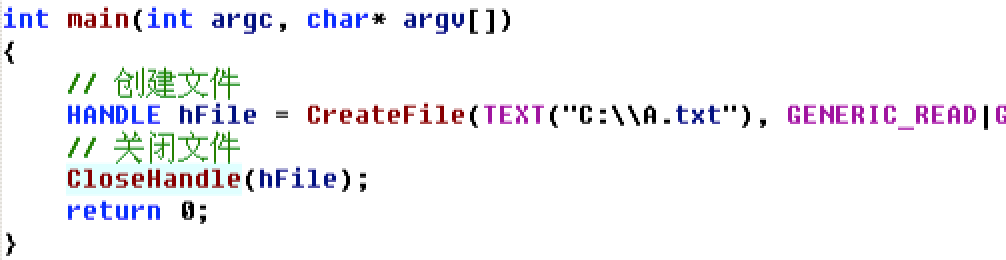 int main(int argc, char* argv[])
{
// 创建文件
HANDLE hFile = CreateFile(TEXT("C:\\A.txt"), GENERIC_READ|G
// 关闭文件
CloseHandle(hFile);
return 0;
}